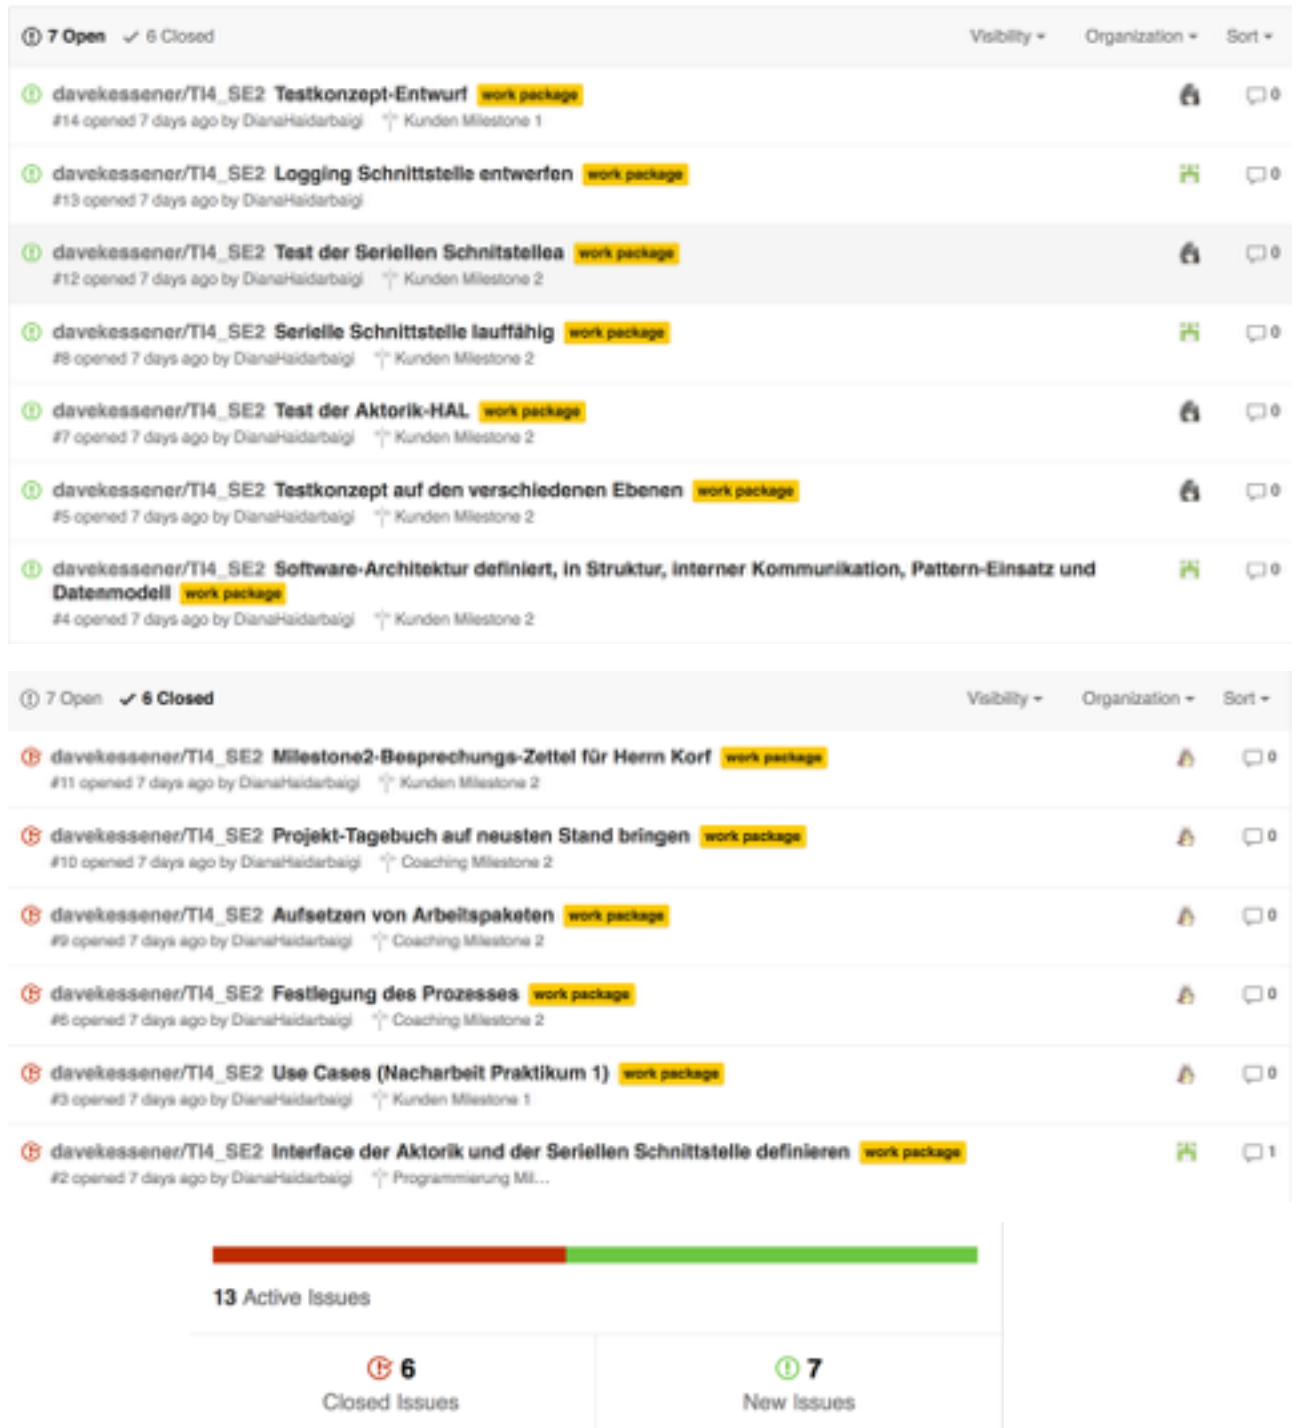 7 Open 6 Closed Visibility Organization Sort
davekessener/TI4_SE2 Testkonzept-Entwurf work package 0
#14 opened 7 days ago by DianaHaidarbaigi Kunden Milestone 1
davekessener/TI4_SE2 Logging Schnittstelle entwerfen work package 0
#13 opened 7 days ago by DianaHaidarbaigi
davekessener/TI4_SE2 Test der Seriellen Schnitstellea work package 0
#12 opened 7 days ago by DianaHaidarbaigi Kunden Milestone 2
davekessener/TI4_SE2 Serielle Schnittstelle lauffähig work package 0
#8 opened 7 days ago by DianaHaidarbaigi Kunden Milestone 2
davekessener/TI4_SE2 Test der Aktorik-HAL work package 0
#7 opened 7 days ago by DianaHaidarbaigi Kunden Milestone 2
davekessener/TI4_SE2 Testkonzept auf den verschiedenen Ebenen work package 0
#5 opened 7 days ago by DianaHaidarbaigi Kunden Milestone 2
davekessener/TI4_SE2 Software-Architektur definiert, in Struktur, interner Kommunikation, Pattern-Einsatz und 0
Datenmodell work package
#4 opened 7 days ago by DianaHaidarbaigi Kunden Milestone 2
7 Open 6 Closed Visibility Organization Sort
davekessener/TI4_SE2 Milestone2-Besprechungs-Zettel für Herrn Korf work package 0
#11 opened 7 days ago by DianaHaidarbaigi Kunden Milestone 2
davekessener/TI4_SE2 Projekt-Tagebuch auf neusten Stand bringen work package 0
#10 opened 7 days ago by DianaHaidarbaigi Coaching Milestone 2
davekessener/TI4_SE2 Aufsetzen von Arbeitspaketen work package 0
#9 opened 7 days ago by DianaHaidarbaigi Coaching Milestone 2
davekessener/TI4_SE2 Festlegung des Prozesses work package 0
#6 opened 7 days ago by DianaHaidarbaigi Coaching Milestone 2
davekessener/TI4_SE2 Use Cases (Nacharbeit Praktikum 1) work package 0
#3 opened 7 days ago by DianaHaidarbaigi Kunden Milestone 1
davekessener/TI4_SE2 Interface der Aktorik und der Seriellen Schnittstelle definieren work package 1
#2 opened 7 days ago by DianaHaidarbaigi Programmierung Mil...
13 Active Issues
6 7
Closed Issues New Issues